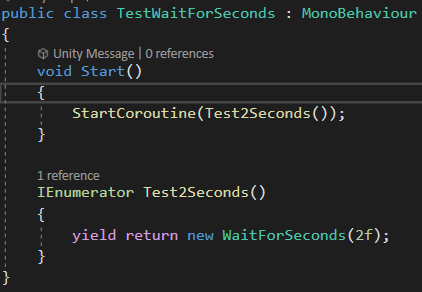 public class TestWaitForSeconds : MonoBehaviour
{
Unity Message | 0 references
void Start()
{
StartCoroutine(Test2Seconds());
}
1 reference
IEnumerator Test2Seconds()
{
yield return new WaitForSeconds(2f);
}
}